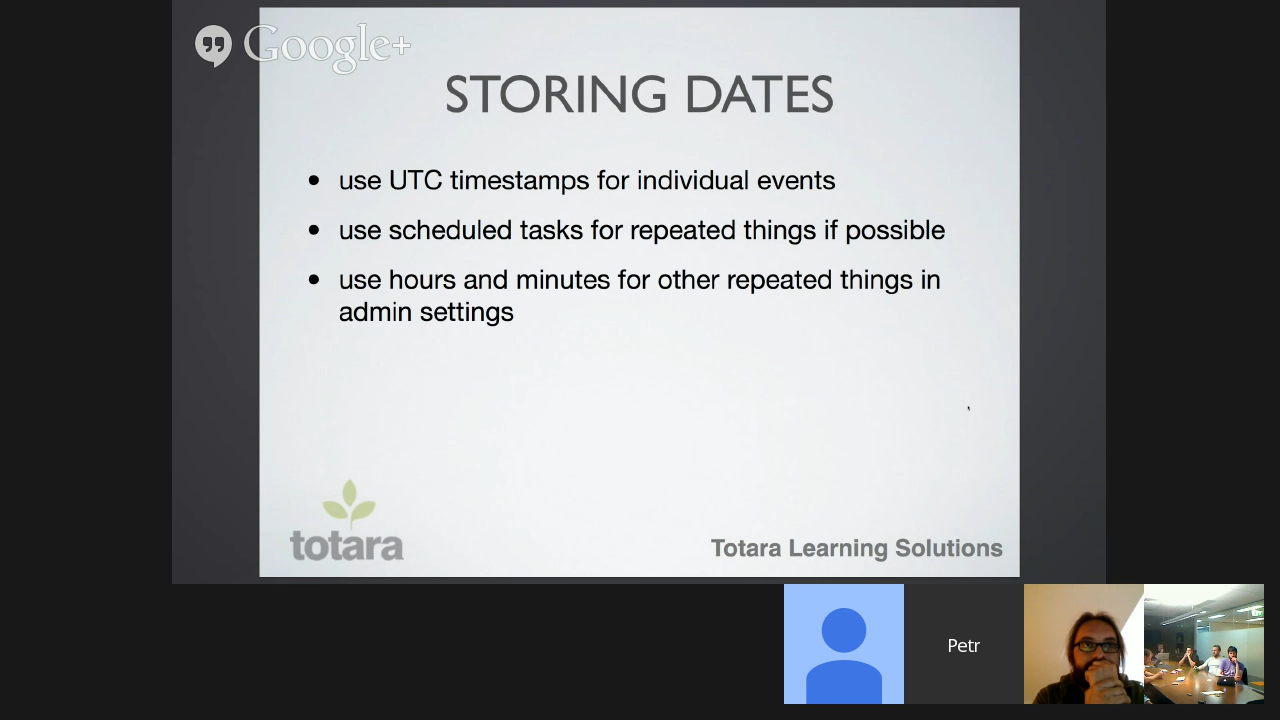 Google+
STORING DATES
• use UTC timestamps for individual events
• use scheduled tasks for repeated things if possible
• use hours and minutes for other repeated things in
admin settings
totara
Totara Learning Solutions
Petr